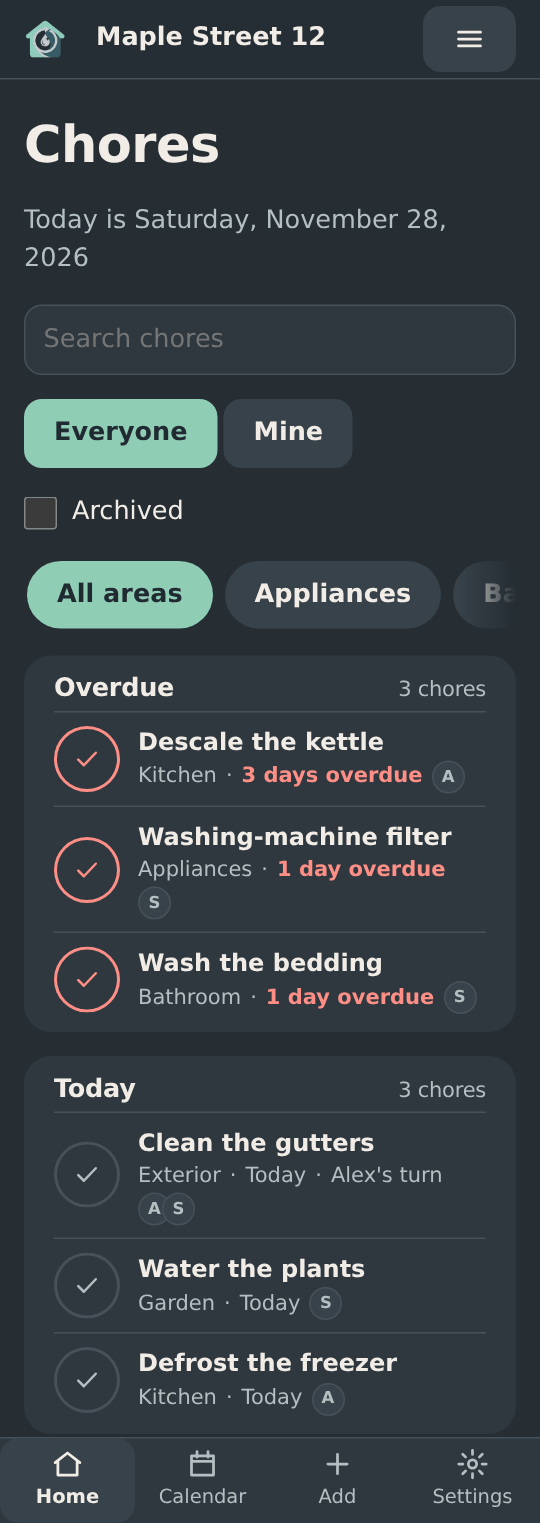 Maple Street 12
Chores
Today is Saturday, November 28,
2026
Search chores
Everyone Mine
Archived
All areas Appliances Ba
Overdue 3 chores
Descale the kettle
Kitchen · 3 days overdue A
Washing-machine filter
Appliances · 1 day overdue
S
Wash the bedding
Bathroom · 1 day overdue S
Today 3 chores
Clean the gutters
Exterior · Today · Alex's turn
A S
Water the plants
Garden · Today S
Defrost the freezer
Kitchen · Today A
Home Calendar Add Settings